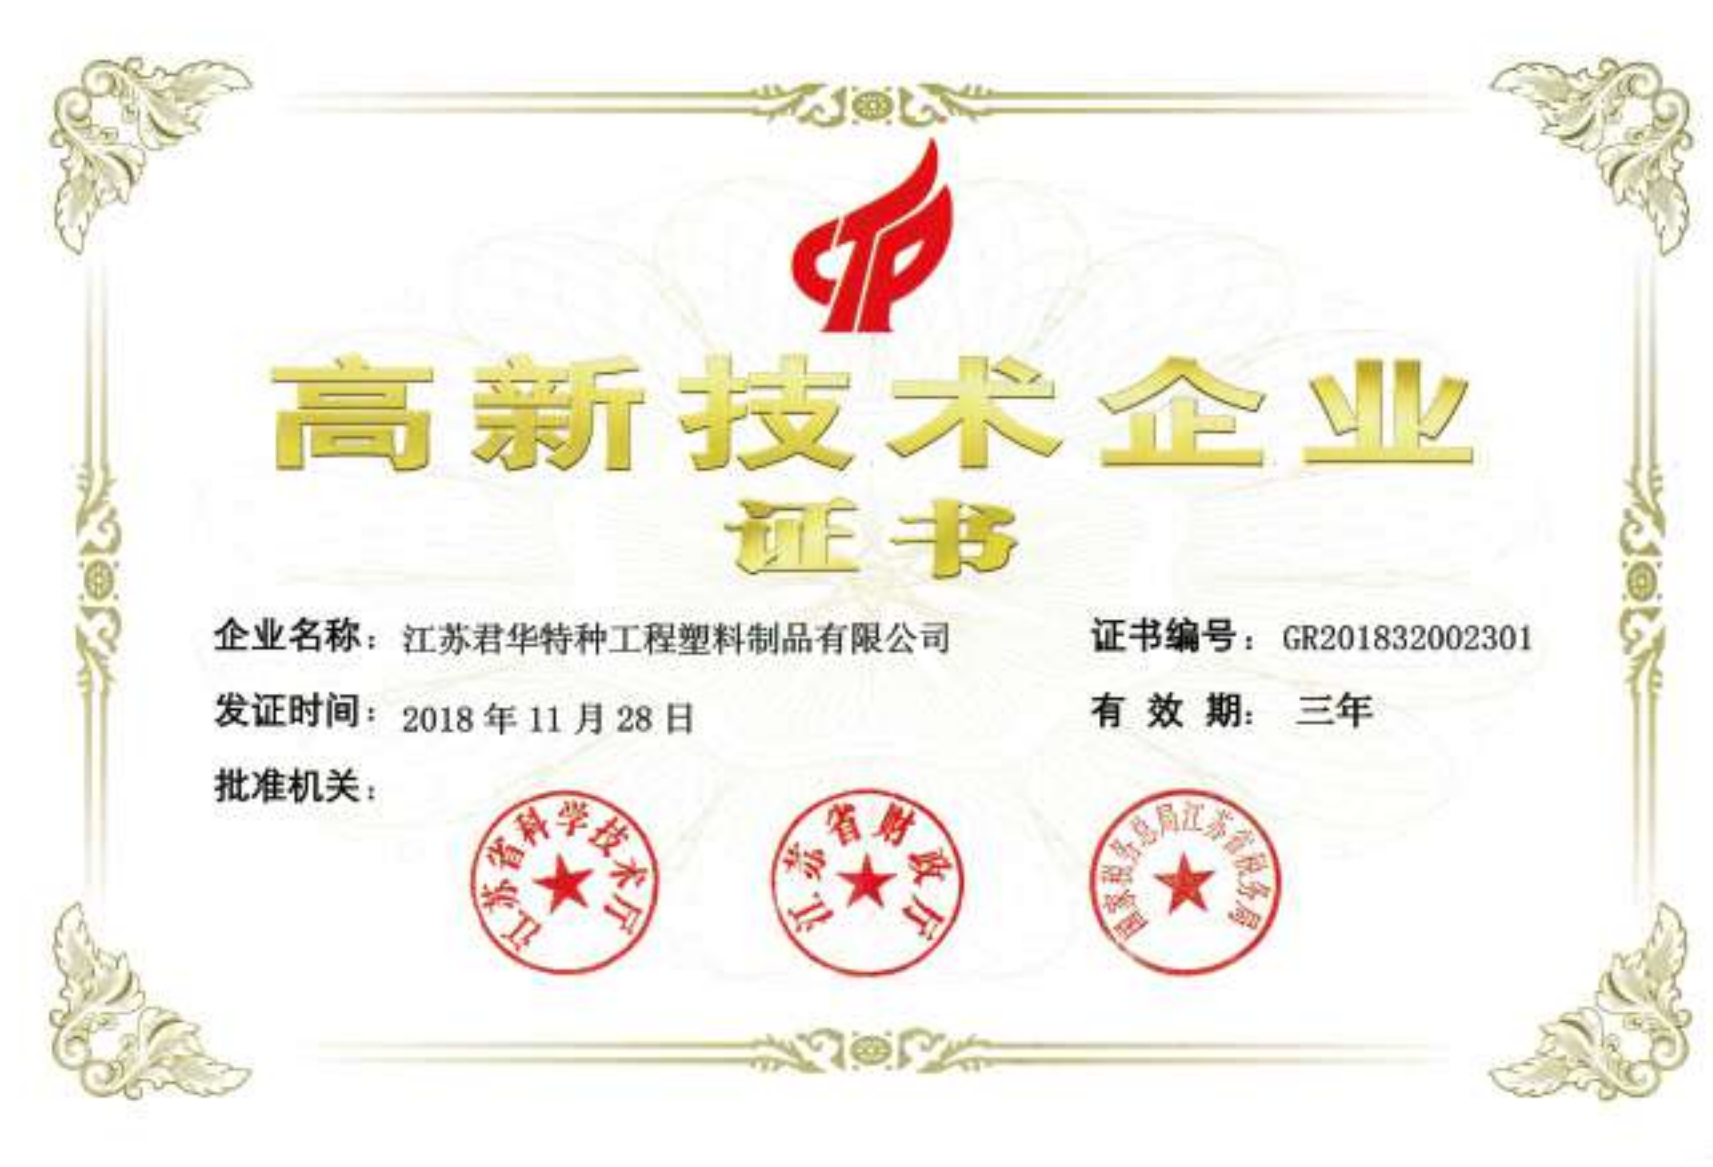 高新技术企业
证书
企业名称：江苏君华特种工程塑料制品有限公司
证书编号：GR201832002301
发证时间：2018年11月28日
有效期：三年
批准机关：
江苏省科学技术厅
江苏省财政厅
国家税务总局江苏省税务局